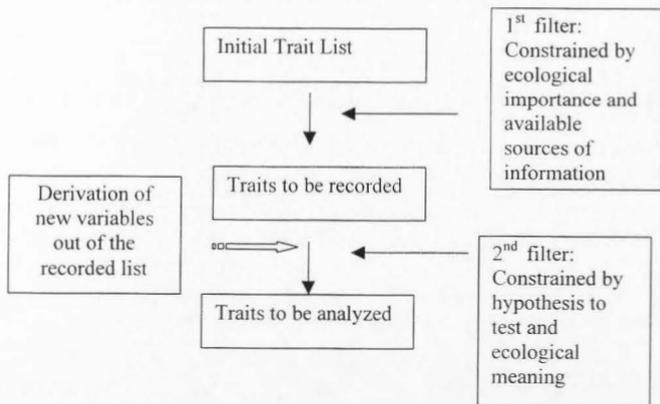 Initial Trait List
1st filter:
Constrained by
ecological
importance and
available
sources of
information
Traits to be recorded
Derivation of
new variables
out of the
recorded list
2nd filter:
Constrained by
hypothesis to
test and
ecological
meaning
Traits to be analyzed